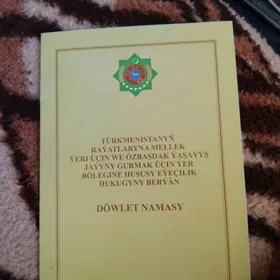 TÜRKMENISTANYŇ
RAÝATLARYNA MELLEK
ÝERI ÜÇIN WE ÖZBAŞDAK ÝAŞAÝYŞ
JAÝYNY GURMAK ÜÇIN ÝER
BÖLEGINE HUSUSY EÝEÇILIK
HUKUGYNY BERÝÄN
DÖWLET NAMASY